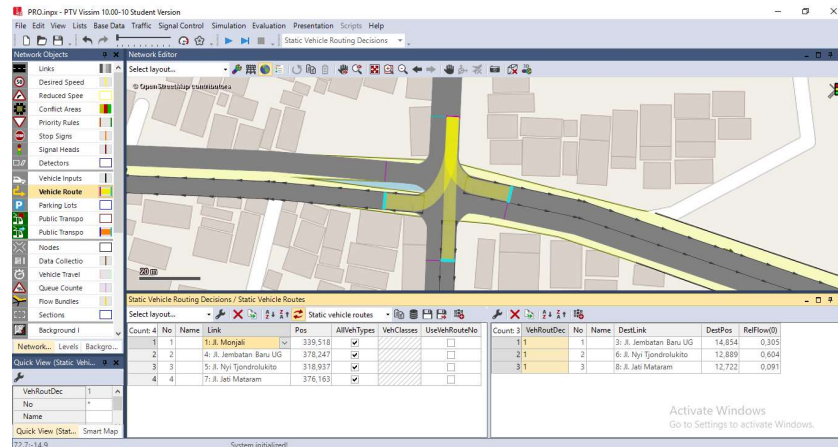 PRO.inpx - PTV Vissim 10.00-10 Student Version
File Edit View Lists Base Data Traffic Signal Control Simulation Evaluation Presentation Scripts Help
Static Vehicle Routing Decisions
Network Objects
Links
Desired Speed
Reduced Spee
Conflict Areas
Priority Rules
Stop Signs
Signal Heads
Detectors
Vehicle Inputs
Vehicle Route
Parking Lots
Public Transpo
Public Transpo
Nodes
Data Collectio
Vehicle Travel
Queue Counte
Flow Bundles
Sections
Background I
Network... Levels Backgro...
Quick View (Static Vehi...
VehRoutDec 1
No *
Name
Quick View (Stat... Smart Map
Network Editor
Select layout...
© OpenStreetMap contributors
20 m
Static Vehicle Routing Decisions / Static Vehicle Routes
Select layout... Static vehicle routes
Count: 4 No Name Link Pos AllVehTypes VehClasses UseVehRouteNo
1 1 1: Jl. Monjali 339,518
2 2 4: Jl. Jembatan Baru UG 378,247
3 3 5: Jl. Nyi Tjondrolukito 318,937
4 4 7: Jl. Jati Mataram 376,163
Count: 3 VehRoutDec No Name DestLink DestPos RelFlow(0)
1 1 1 3: Jl. Jembatan Baru UG 14,854 0,305
2 1 2 6: Jl. Nyi Tjondrolukito 12,889 0,604
3 1 3 8: Jl. Jati Mataram 12,722 0,091
Activate Windows
Go to Settings to activate Windows.
72.7:-14.9 System initialized!